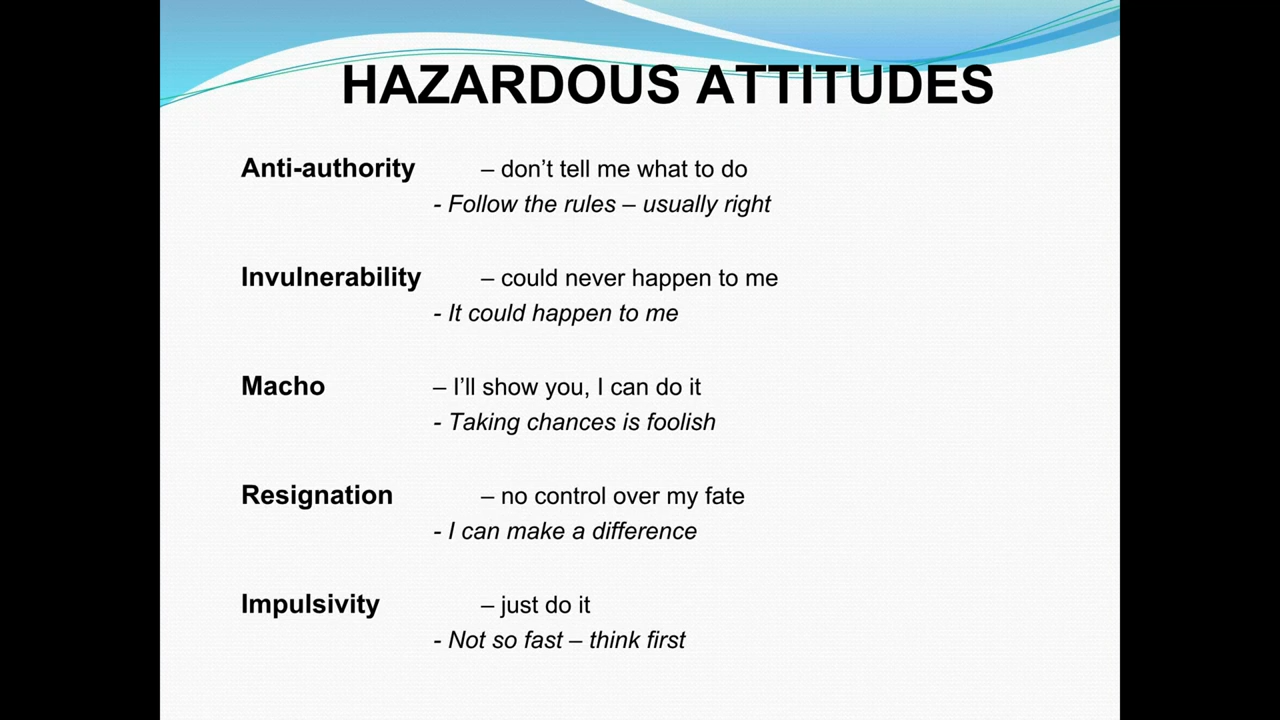 HAZARDOUS ATTITUDES
Anti-authority – don’t tell me what to do
- Follow the rules – usually right
Invulnerability – could never happen to me
- It could happen to me
Macho – I’ll show you, I can do it
- Taking chances is foolish
Resignation – no control over my fate
- I can make a difference
Impulsivity – just do it
- Not so fast – think first